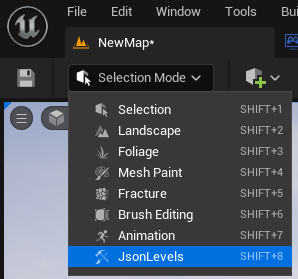 File Edit Window Tools
NewMap*
Selection Mode
Selection SHIFT+1
Landscape SHIFT+2
Foliage SHIFT+3
Mesh Paint SHIFT+4
Fracture SHIFT+5
Brush Editing SHIFT+6
Animation SHIFT+7
JsonLevels SHIFT+8